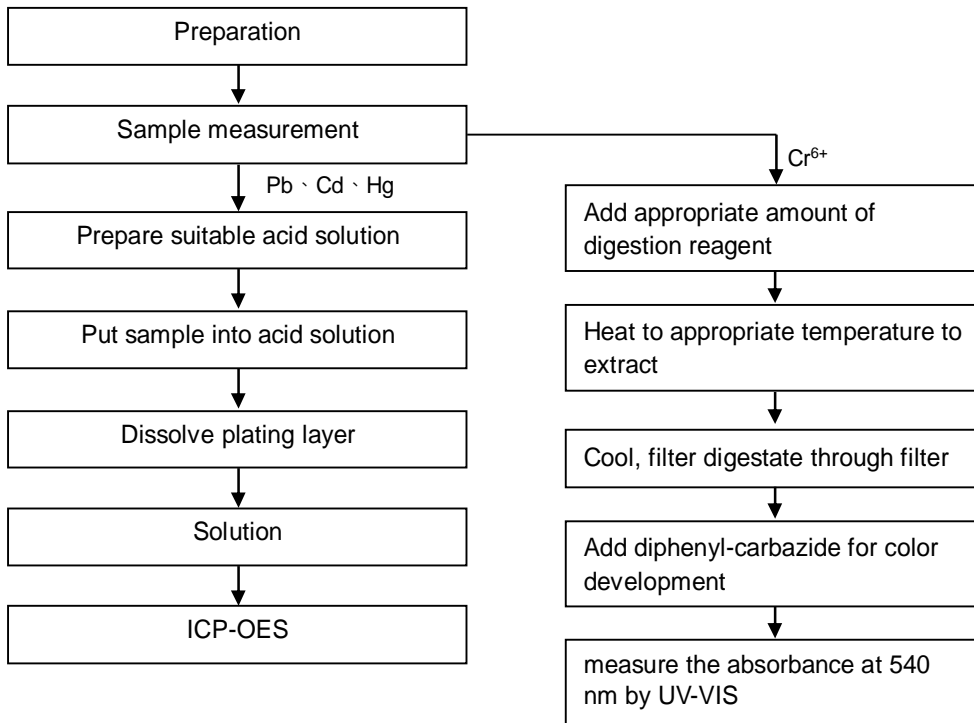 Preparation
Sample measurement
Pb、Cd、Hg
Prepare suitable acid solution
Put sample into acid solution
Dissolve plating layer
Solution
ICP-OES
Cr⁶⁺
Add appropriate amount of
digestion reagent
Heat to appropriate temperature to
extract
Cool, filter digestate through filter
Add diphenyl-carbazide for color
development
measure the absorbance at 540
nm by UV-VIS